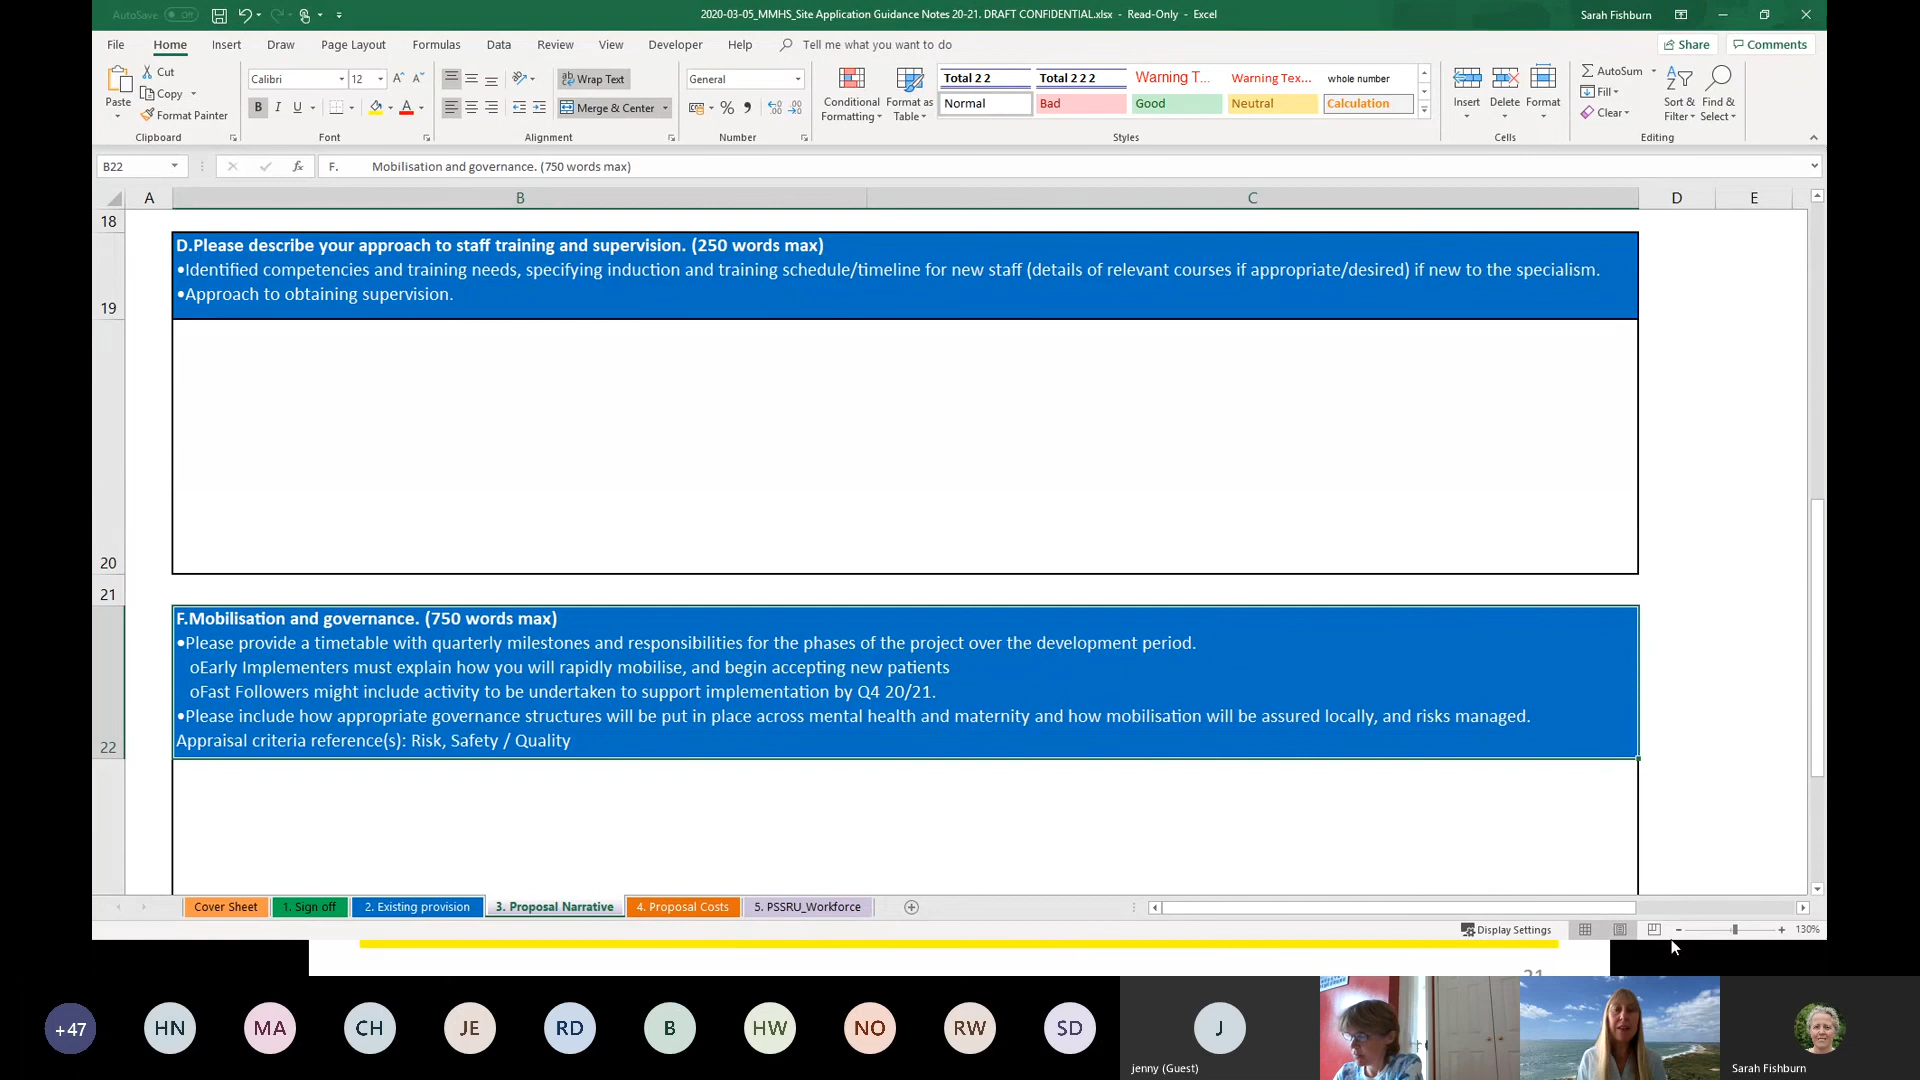 AutoSave Off
2020-03-05_MMHS_Site Application Guidance Notes 20-21. DRAFT CONFIDENTIAL.xlsx - Read-Only - Excel
Sarah Fishburn
File Home Insert Draw Page Layout Formulas Data Review View Developer Help Tell me what you want to do
Share Comments
Paste
Cut
Copy
Format Painter
Calibri 12
B I U
Wrap Text
Merge & Center
General
Conditional Formatting
Format as Table
Total 2 2 Total 2 2 2 Warning T... Warning Tex... whole number
Normal Bad Good Neutral Calculation
Insert Delete Format
AutoSum
Fill
Clear
Sort & Filter
Find & Select
Clipboard Font Alignment Number Styles Cells Editing
B22 fx F. Mobilisation and governance. (750 words max)
A B C D E
18
D.Please describe your approach to staff training and supervision. (250 words max)
•Identified competencies and training needs, specifying induction and training schedule/timeline for new staff (details of relevant courses if appropriate/desired) if new to the specialism.
•Approach to obtaining supervision.
19
20
21
F.Mobilisation and governance. (750 words max)
•Please provide a timetable with quarterly milestones and responsibilities for the phases of the project over the development period.
oEarly Implementers must explain how you will rapidly mobilise, and begin accepting new patients
oFast Followers might include activity to be undertaken to support implementation by Q4 20/21.
•Please include how appropriate governance structures will be put in place across mental health and maternity and how mobilisation will be assured locally, and risks managed.
Appraisal criteria reference(s): Risk, Safety / Quality
22
Cover Sheet 1. Sign off 2. Existing provision 3. Proposal Narrative 4. Proposal Costs 5. PSSRU_Workforce
Display Settings 130%
+47 HN MA CH JE RD B HW NO RW SD J
jenny (Guest)
Sarah Fishburn